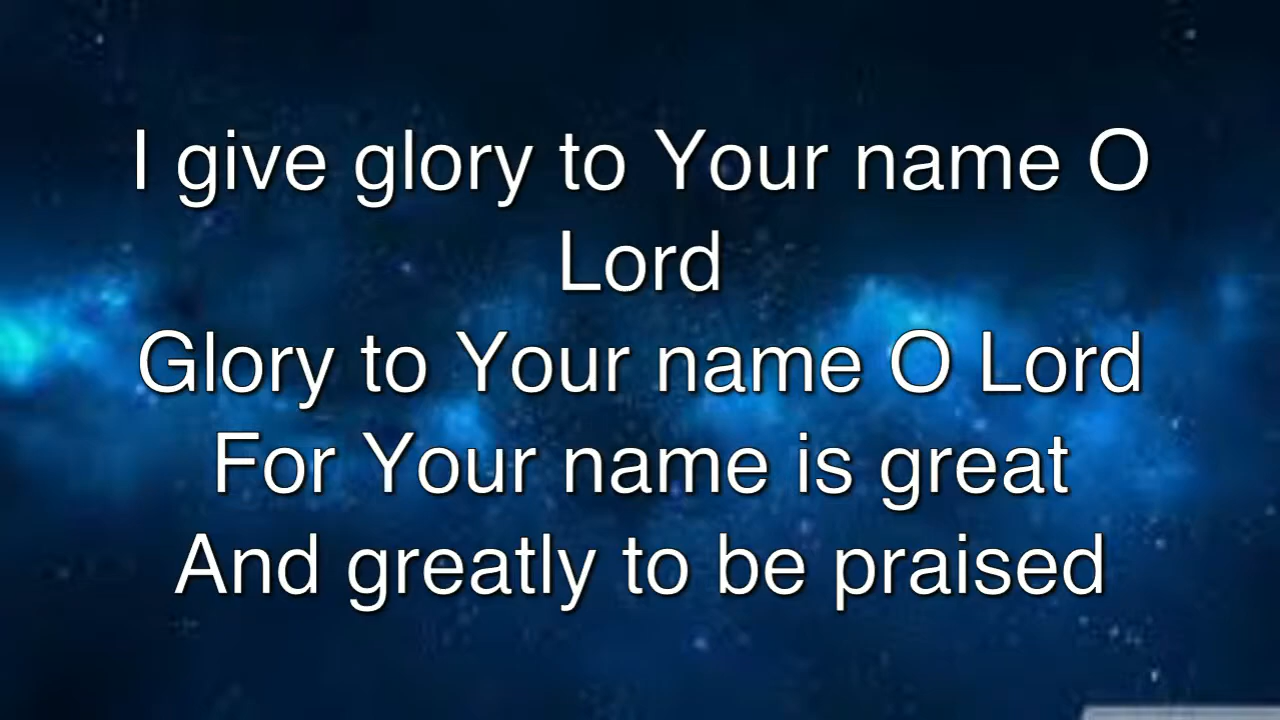 I give glory to Your name O
Lord
Glory to Your name O Lord
For Your name is great
And greatly to be praised